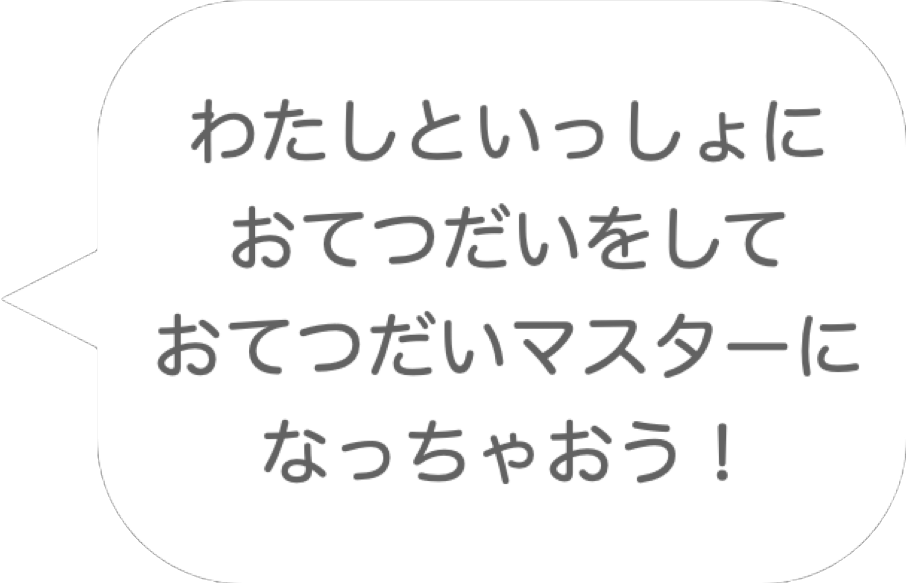 わたしといっしょに
おてつだいをして
おてつだいマスターに
なっちゃおう！